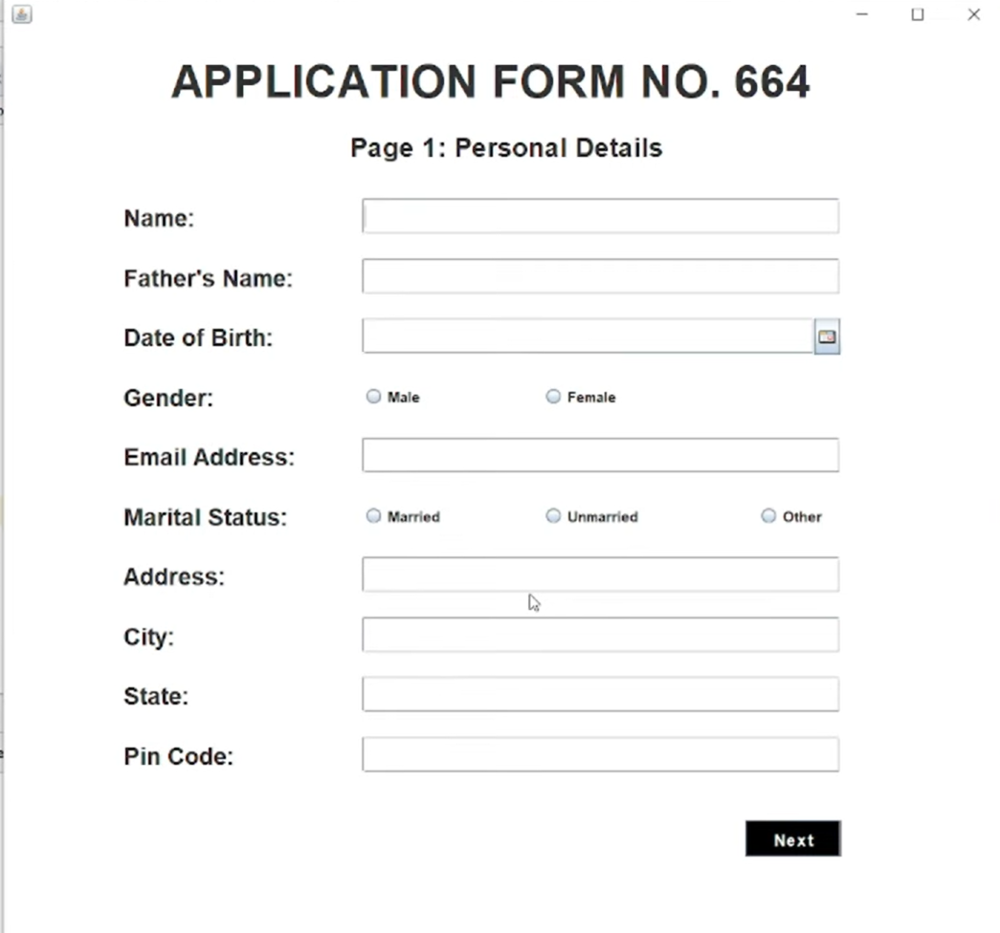 APPLICATION FORM NO. 664
Page 1: Personal Details
Name:
Father's Name:
Date of Birth:
Gender: Male Female
Email Address:
Marital Status: Married Unmarried Other
Address:
City:
State:
Pin Code:
Next